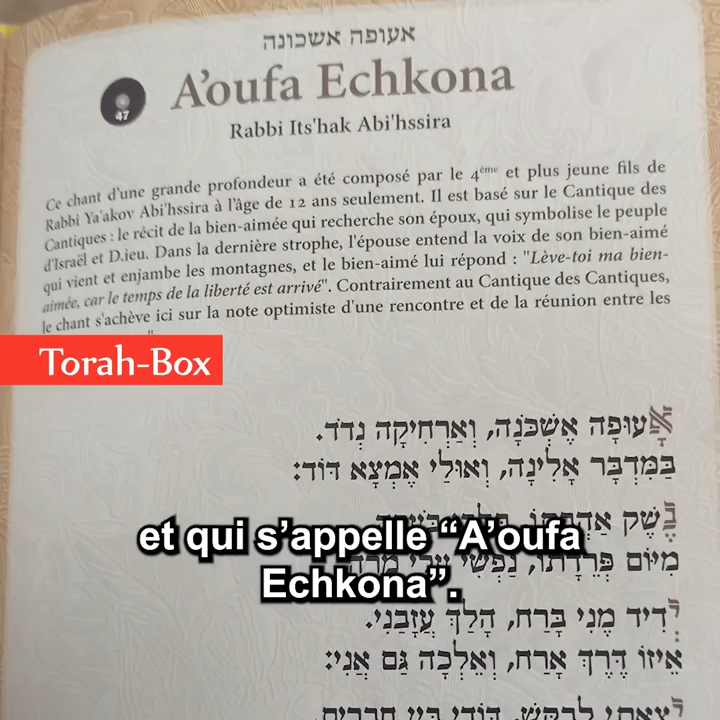 אעופה אשכונה
A'oufa Echkona
47
Rabbi Its'hak Abi'hssira
Ce chant d'une grande profondeur a été composé par le 4ème et plus jeune fils de
Rabbi Ya'akov Abi'hssira à l'âge de 12 ans seulement. Il est basé sur le Cantique des
Cantiques : le récit de la bien-aimée qui recherche son époux, qui symbolise le peuple
d'Israël et D.ieu. Dans la dernière strophe, l'épouse entend la voix de son bien-aimé
qui vient et enjambe les montagnes, et le bien-aimé lui répond : "Lève-toi ma bien-
aimée, car le temps de la liberté est arrivé". Contrairement au Cantique des Cantiques,
le chant s'achève ici sur la note optimiste d'une rencontre et de la réunion entre les
Torah-Box
אָעוּפָה אֶשְׁכֹּנָה, וְאַרְחִיקָה נְדֹד.
בַּמִּדְבָּר אָלִינָה, וְאוּלַי אֶמְצָא דּוֹד:
בְּשֶׁק
et qui s'appelle "A'oufa
מִיּוֹם פְּרֵדָתוֹ, נַפְשִׁי עָלַי מָרָה
Echkona".
יְדִיד מֶנִּי בָּרַח, הָלַךְ עֲזָבַנִי.
אֵיזוֹ דֶּרֶךְ אָרַח, וְאֵלְכָה גַּם אֲנִי:
יָצָאתִי לְבַקֵּשׁ, דּוֹדִי בֵּין חֲבֵרִים